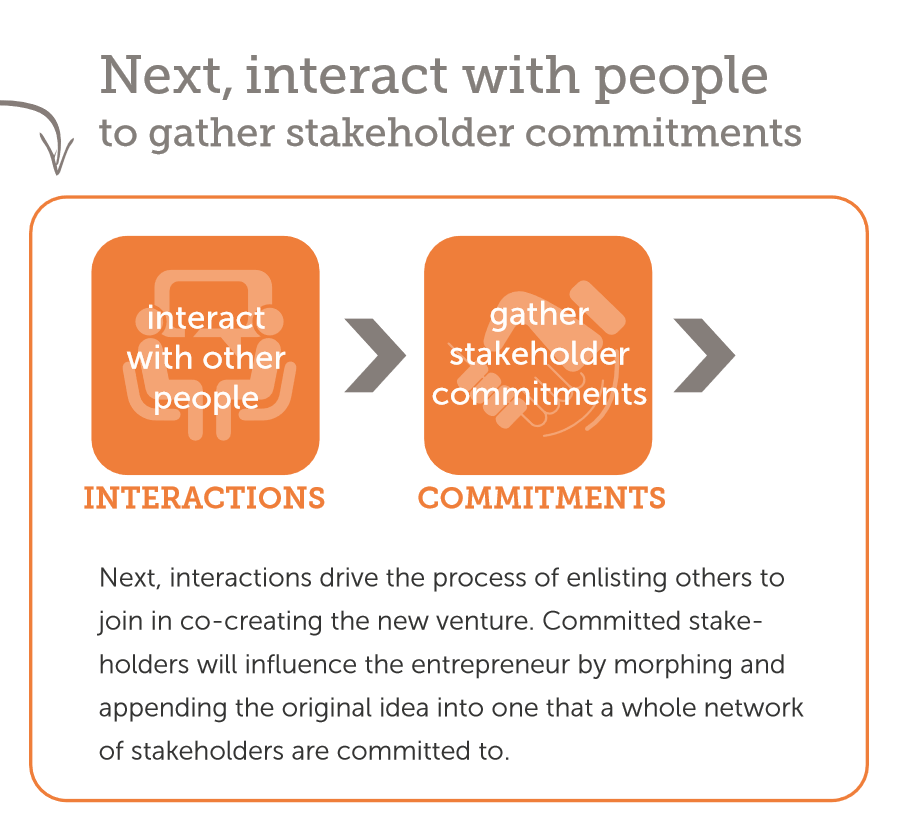 Next, interact with people
to gather stakeholder commitments
interact
with other
people
gather
stakeholder
commitments
INTERACTIONS
COMMITMENTS
Next, interactions drive the process of enlisting others to
join in co-creating the new venture. Committed stake-
holders will influence the entrepreneur by morphing and
appending the original idea into one that a whole network
of stakeholders are committed to.